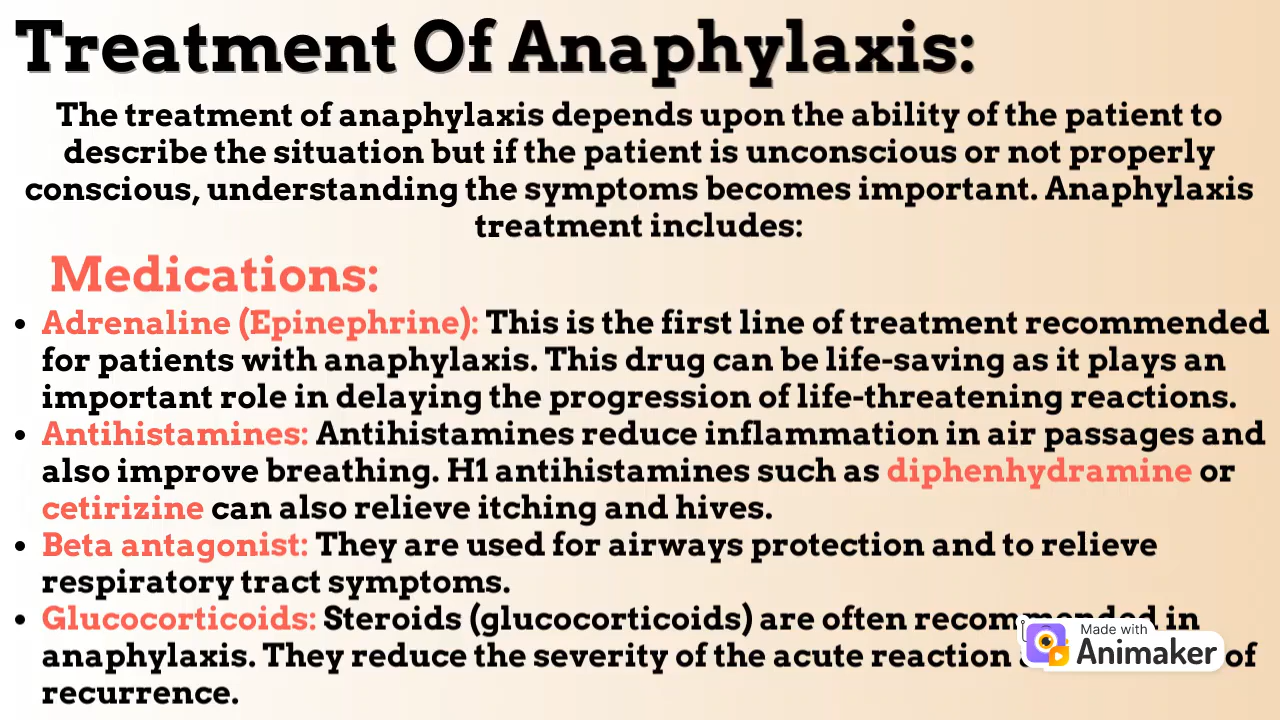 Treatment Of Anaphylaxis:
The treatment of anaphylaxis depends upon the ability of the patient to
describe the situation but if the patient is unconscious or not properly
conscious, understanding the symptoms becomes important. Anaphylaxis
treatment includes:
Medications:
• Adrenaline (Epinephrine): This is the first line of treatment recommended
for patients with anaphylaxis. This drug can be life-saving as it plays an
important role in delaying the progression of life-threatening reactions.
• Antihistamines: Antihistamines reduce inflammation in air passages and
also improve breathing. H1 antihistamines such as diphenhydramine or
cetirizine can also relieve itching and hives.
• Beta antagonist: They are used for airways protection and to relieve
respiratory tract symptoms.
• Glucocorticoids: Steroids (glucocorticoids) are often recommended in
anaphylaxis. They reduce the severity of the acute reaction of
recurrence.
Made with
Animaker